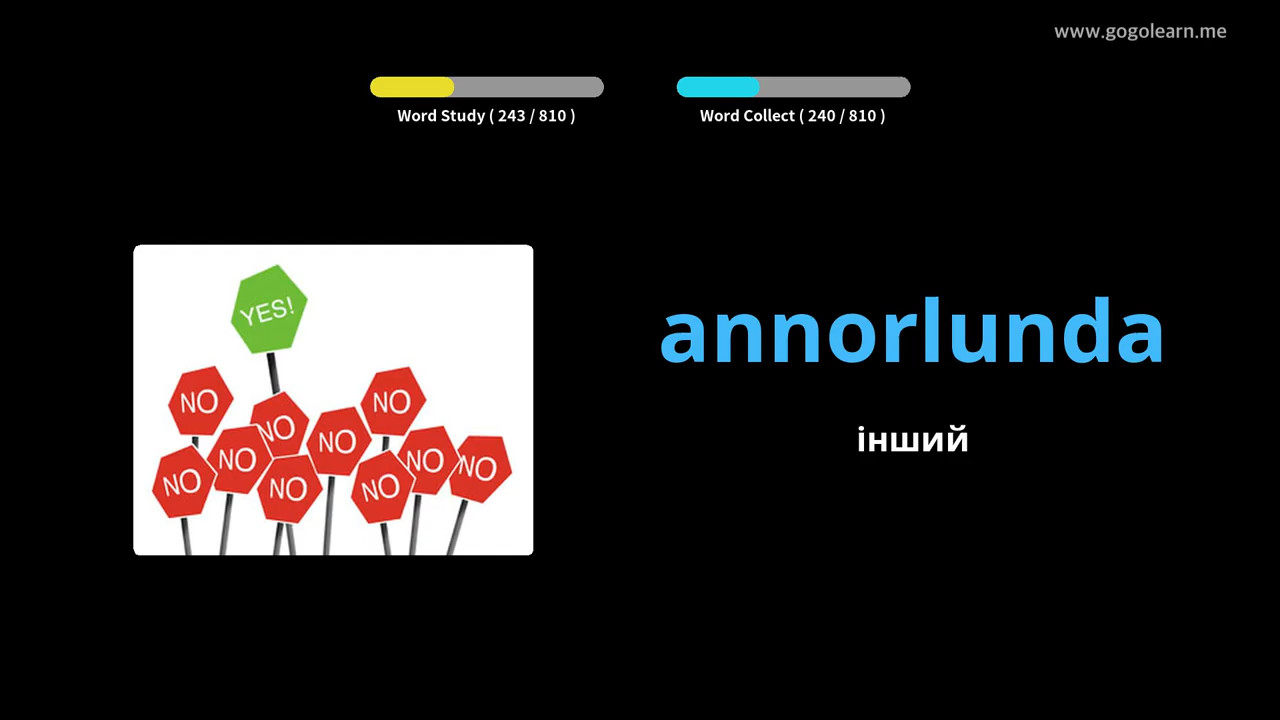 www.gogolearn.me
Word Study ( 243 / 810 )
Word Collect ( 240 / 810 )
YES!
NO
NO
NO
NO
NO
NO
NO
NO
NO
NO
annorlunda
інший